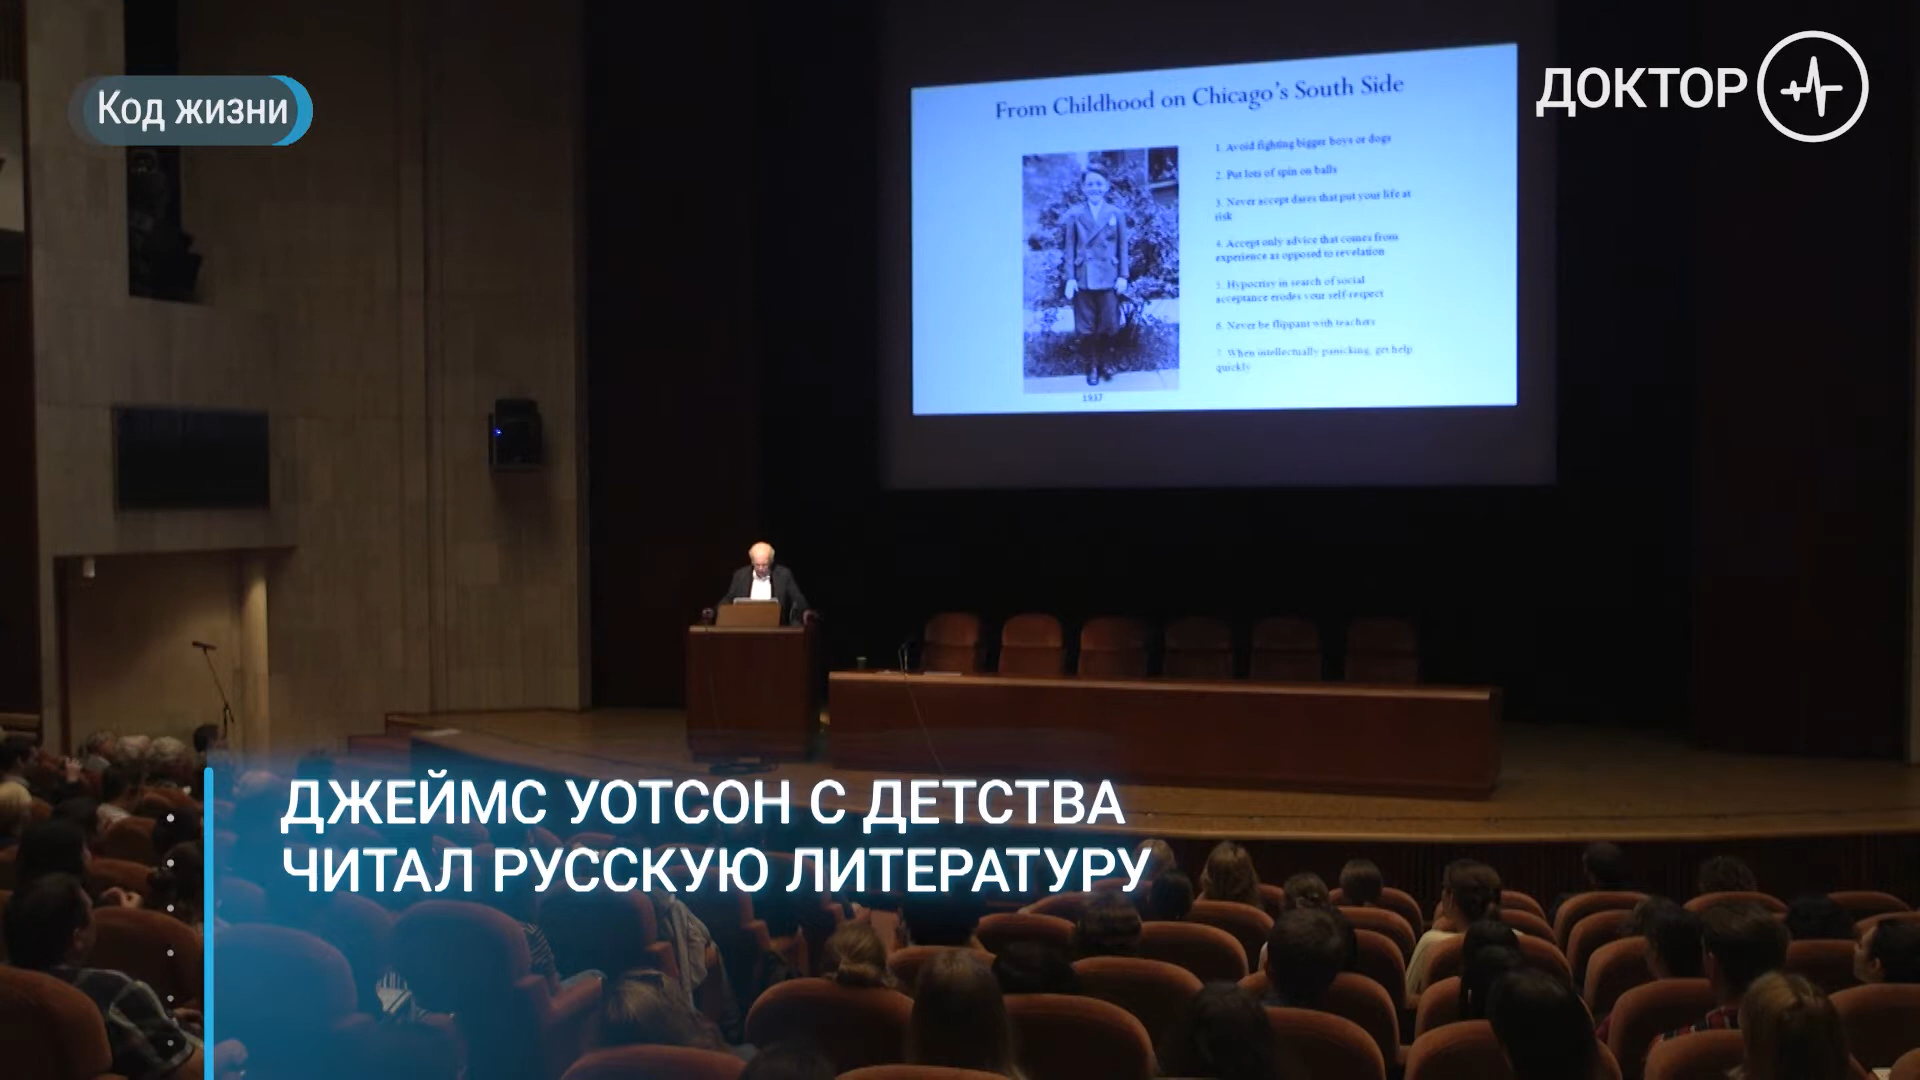 Код жизни
ДОКТОР
From Childhood on Chicago's South Side
1. Avoid fighting bigger boys or dogs
2. Put lots of spin on balls
3. Never accept dares that put your life at
risk
4. Accept only advice that comes from
experience as opposed to revelation
5. Hypocrisy in search of social
acceptance erodes your self-respect
6. Never be flippant with teachers
7. When intellectually panicking, get help
quickly
1937
ДЖЕЙМС УОТСОН С ДЕТСТВА
ЧИТАЛ РУССКУЮ ЛИТЕРАТУРУ